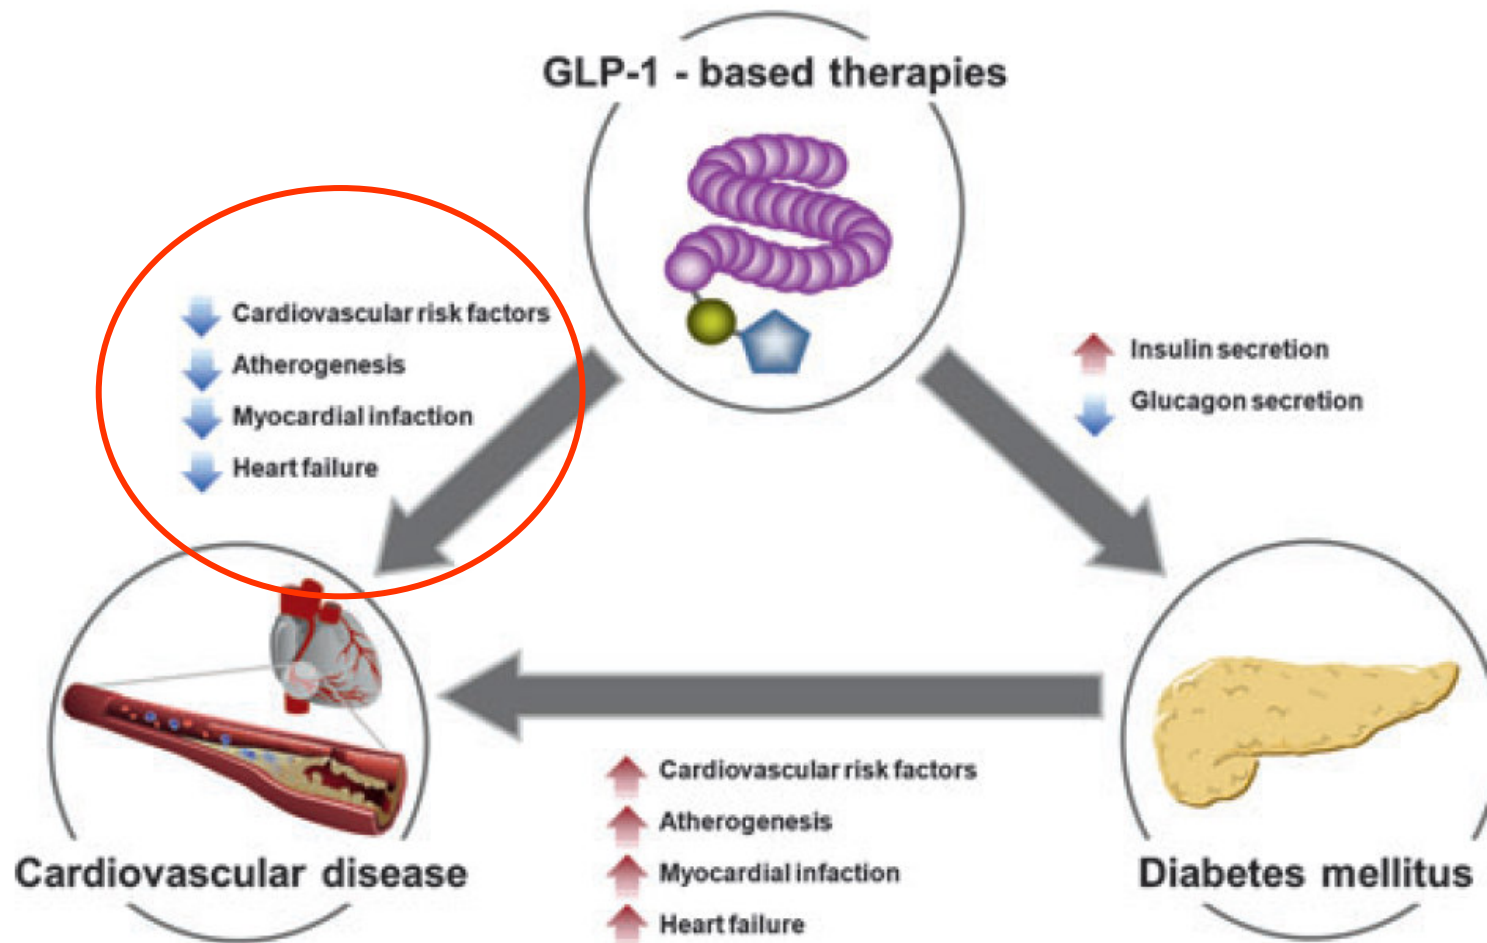 GLP-1 - based therapies
Cardiovascular risk factors
Atherogenesis
Myocardial infaction
Heart failure
Insulin secretion
Glucagon secretion
Cardiovascular risk factors
Atherogenesis
Myocardial infaction
Heart failure
Cardiovascular disease
Diabetes mellitus